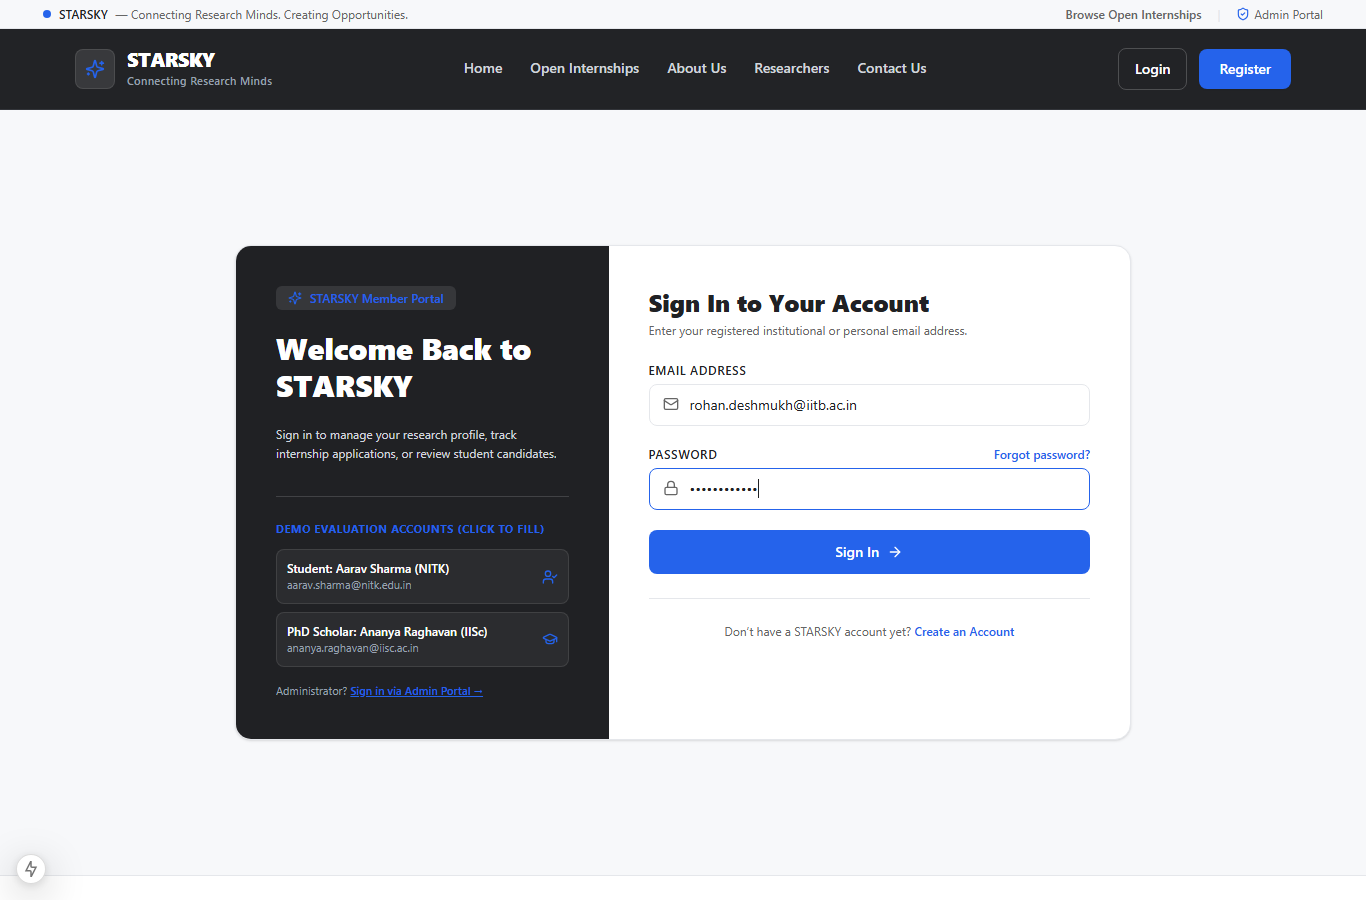 STARSKY — Connecting Research Minds. Creating Opportunities.
Browse Open Internships | Admin Portal
STARSKY
Connecting Research Minds
Home Open Internships About Us Researchers Contact Us
Login Register
STARSKY Member Portal
Welcome Back to
STARSKY
Sign in to manage your research profile, track
internship applications, or review student candidates.
DEMO EVALUATION ACCOUNTS (CLICK TO FILL)
Student: Aarav Sharma (NITK)
aarav.sharma@nitk.edu.in
PhD Scholar: Ananya Raghavan (IISc)
ananya.raghavan@iisc.ac.in
Administrator? Sign in via Admin Portal →
Sign In to Your Account
Enter your registered institutional or personal email address.
EMAIL ADDRESS
rohan.deshmukh@iitb.ac.in
PASSWORD Forgot password?
••••••••••••
Sign In →
Don't have a STARSKY account yet? Create an Account